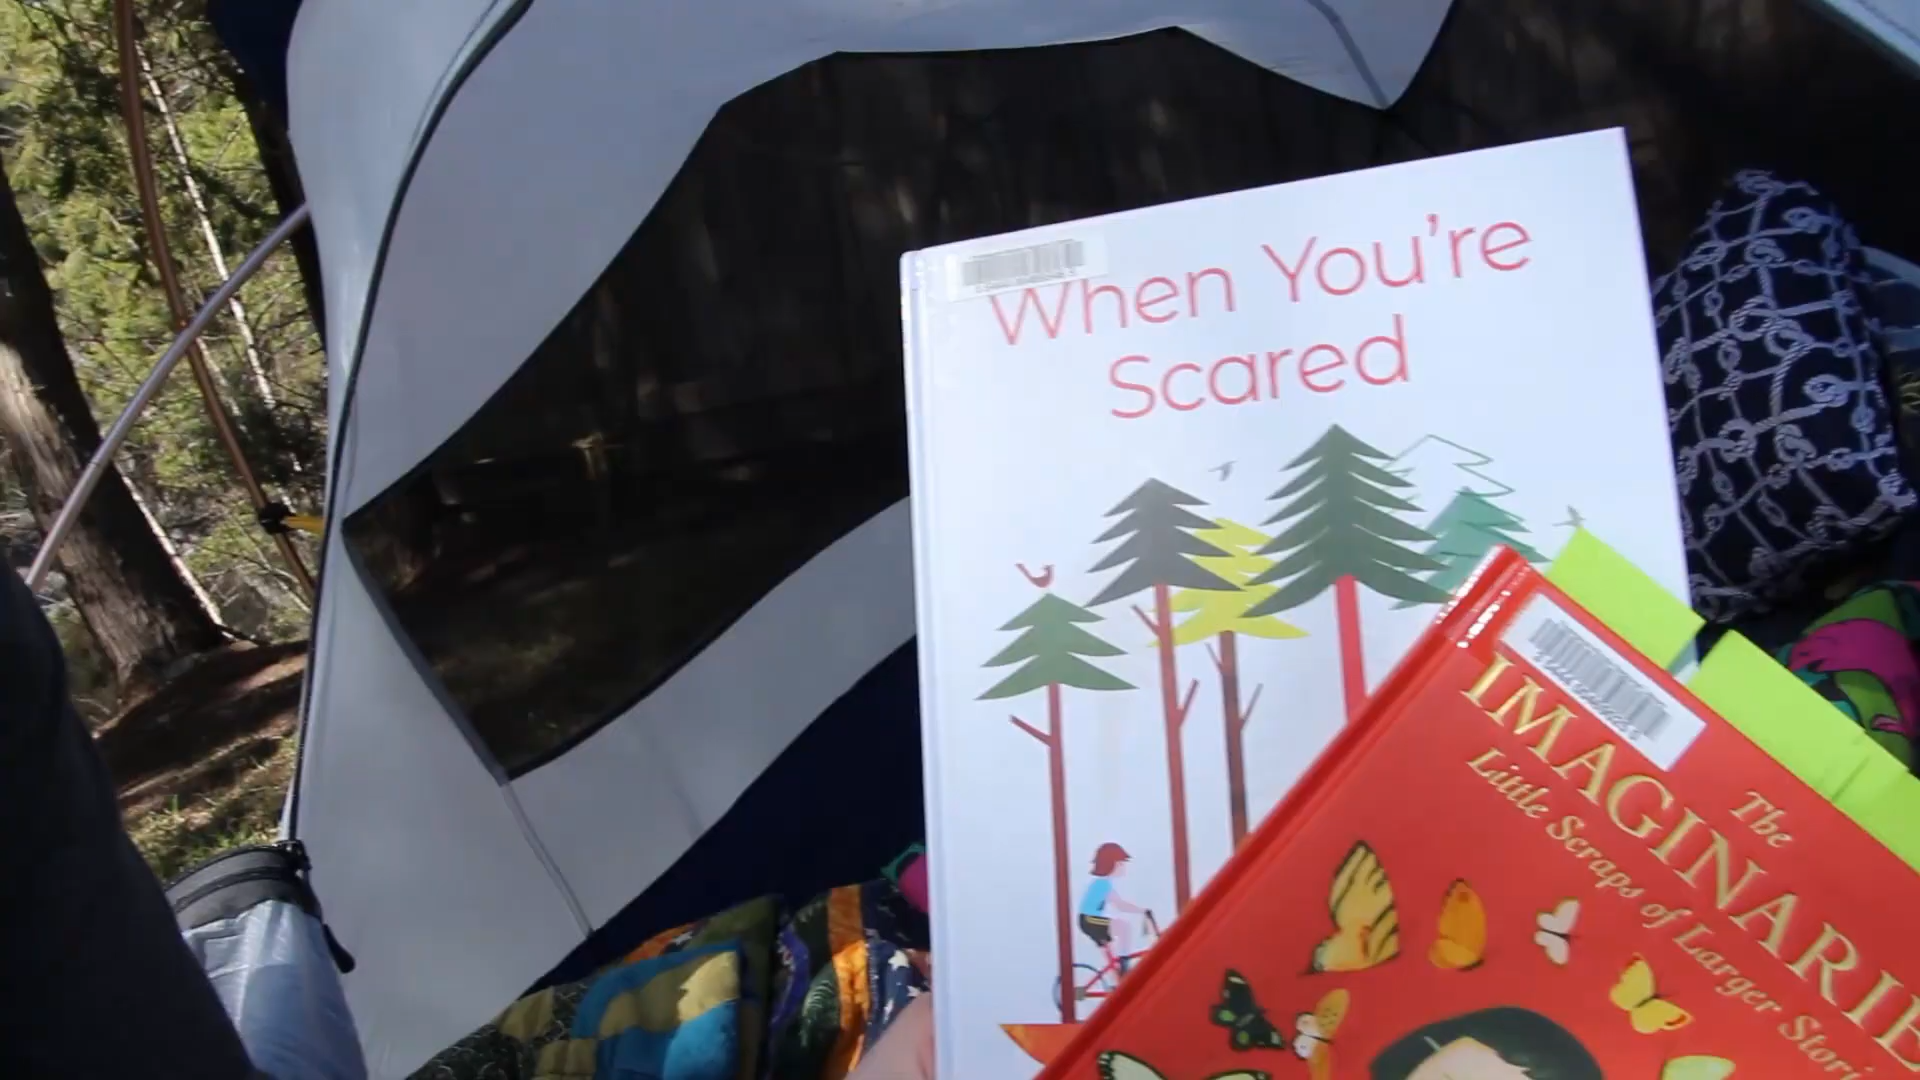 When You're
Scared
The
IMAGINARIE
Little Scraps of Larger Stori